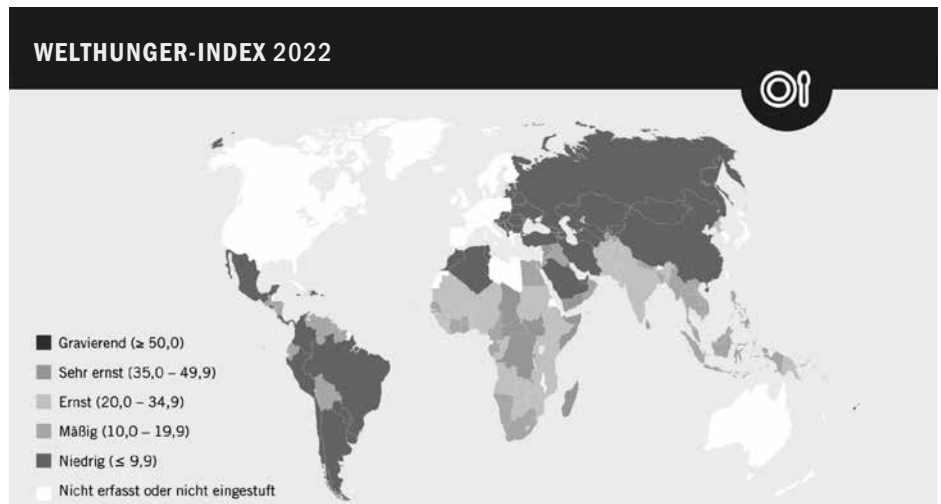 WELTHUNGER-INDEX 2022
Gravierend (≥ 50,0)
Sehr ernst (35,0 – 49,9)
Ernst (20,0 – 34,9)
Mäßig (10,0 – 19,9)
Niedrig (≤ 9,9)
Nicht erfasst oder nicht eingestuft